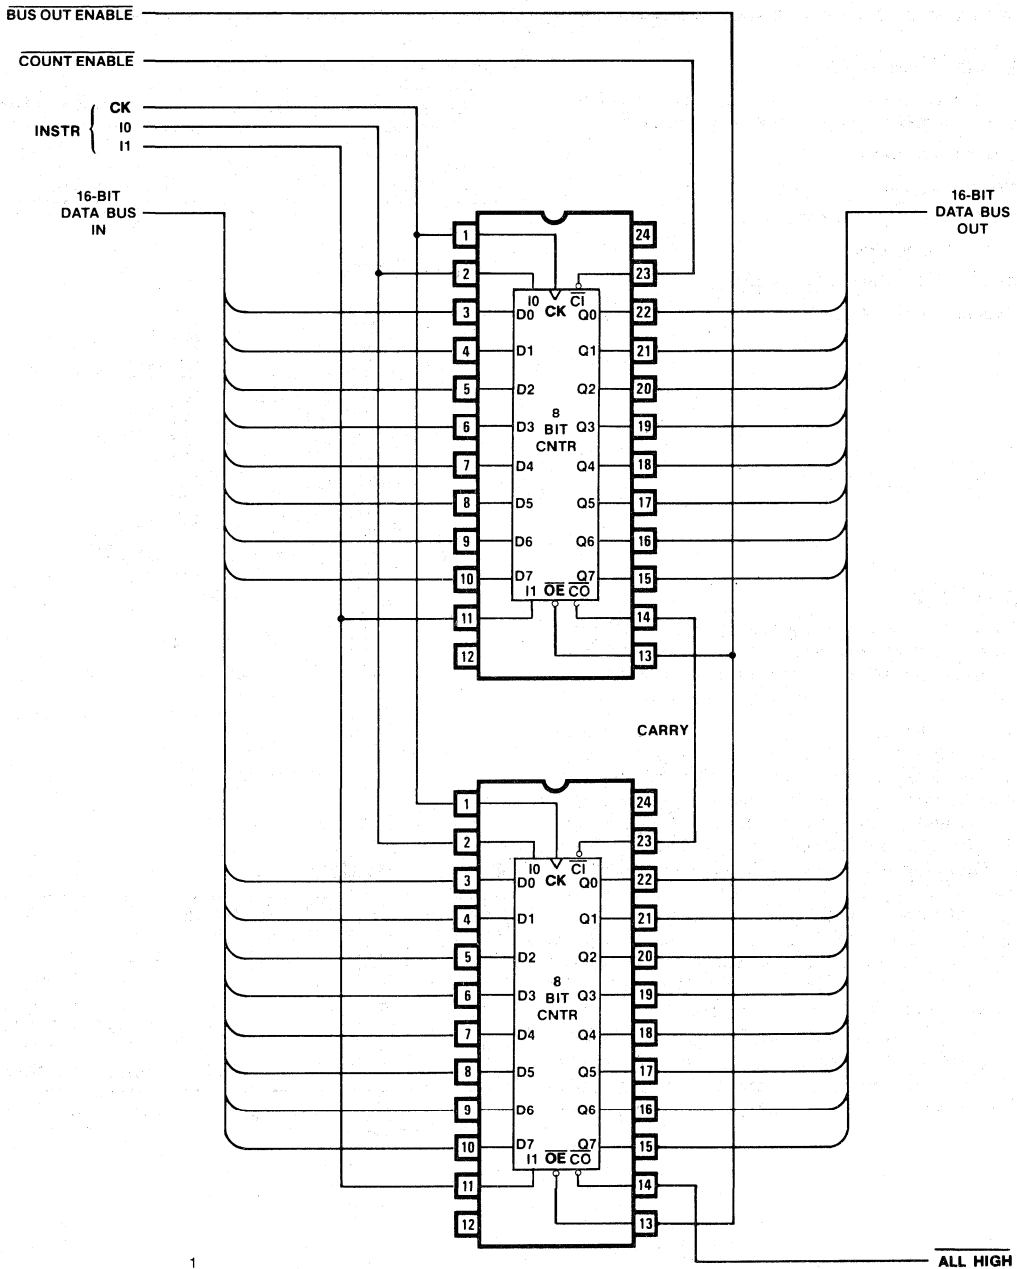 BUS OUT ENABLE
COUNT ENABLE
INSTR
CK
I0
I1
16-BIT
DATA BUS
IN
16-BIT
DATA BUS
OUT
1
2
3
4
5
6
7
8
9
10
11
12
24
23
22
21
20
19
18
17
16
15
14
13
I0 CK CI
D0 Q0
D1 Q1
D2 Q2
8
D3 BIT Q3
CNTR
D4 Q4
D5 Q5
D6 Q6
D7 Q7
I1 OE CO
CARRY
1
2
3
4
5
6
7
8
9
10
11
12
24
23
22
21
20
19
18
17
16
15
14
13
I0 CK CI
D0 Q0
D1 Q1
D2 Q2
8
D3 BIT Q3
CNTR
D4 Q4
D5 Q5
D6 Q6
D7 Q7
I1 OE CO
ALL HIGH
1